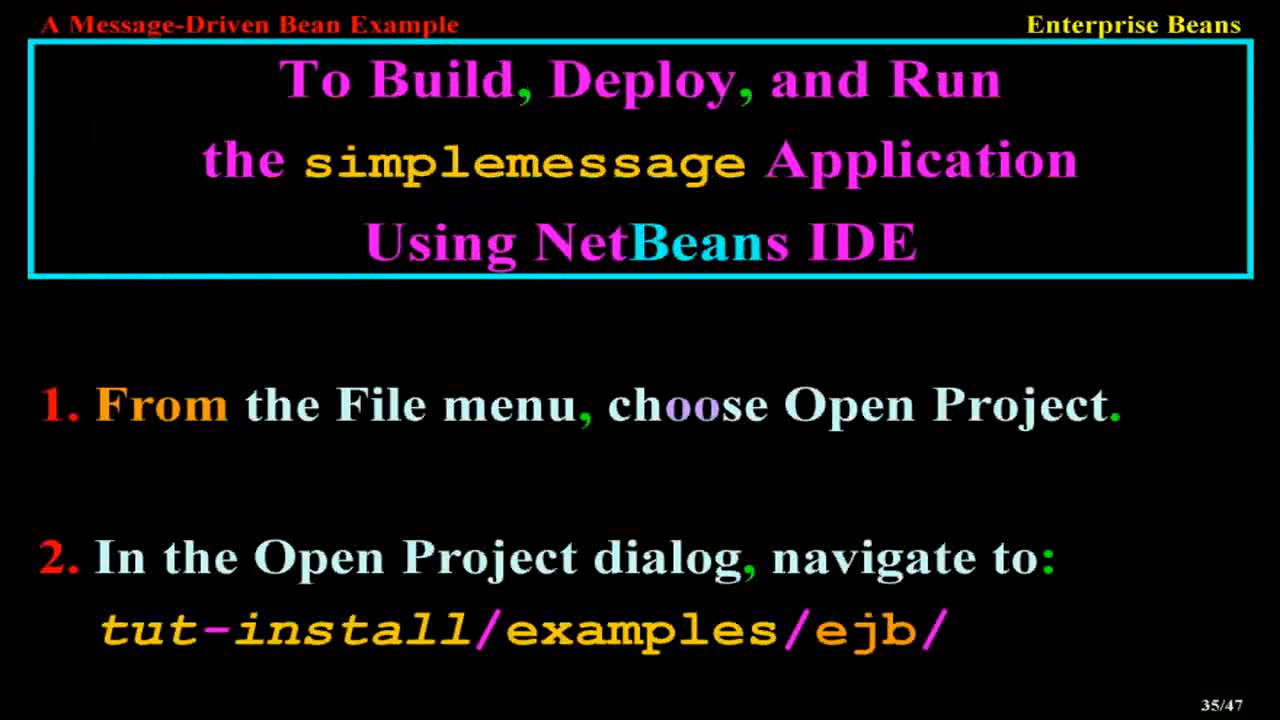 A Message-Driven Bean Example
Enterprise Beans
To Build, Deploy, and Run
the simplemessage Application
Using NetBeans IDE
1. From the File menu, choose Open Project.
2. In the Open Project dialog, navigate to:
tut-install/examples/ejb/
35/47